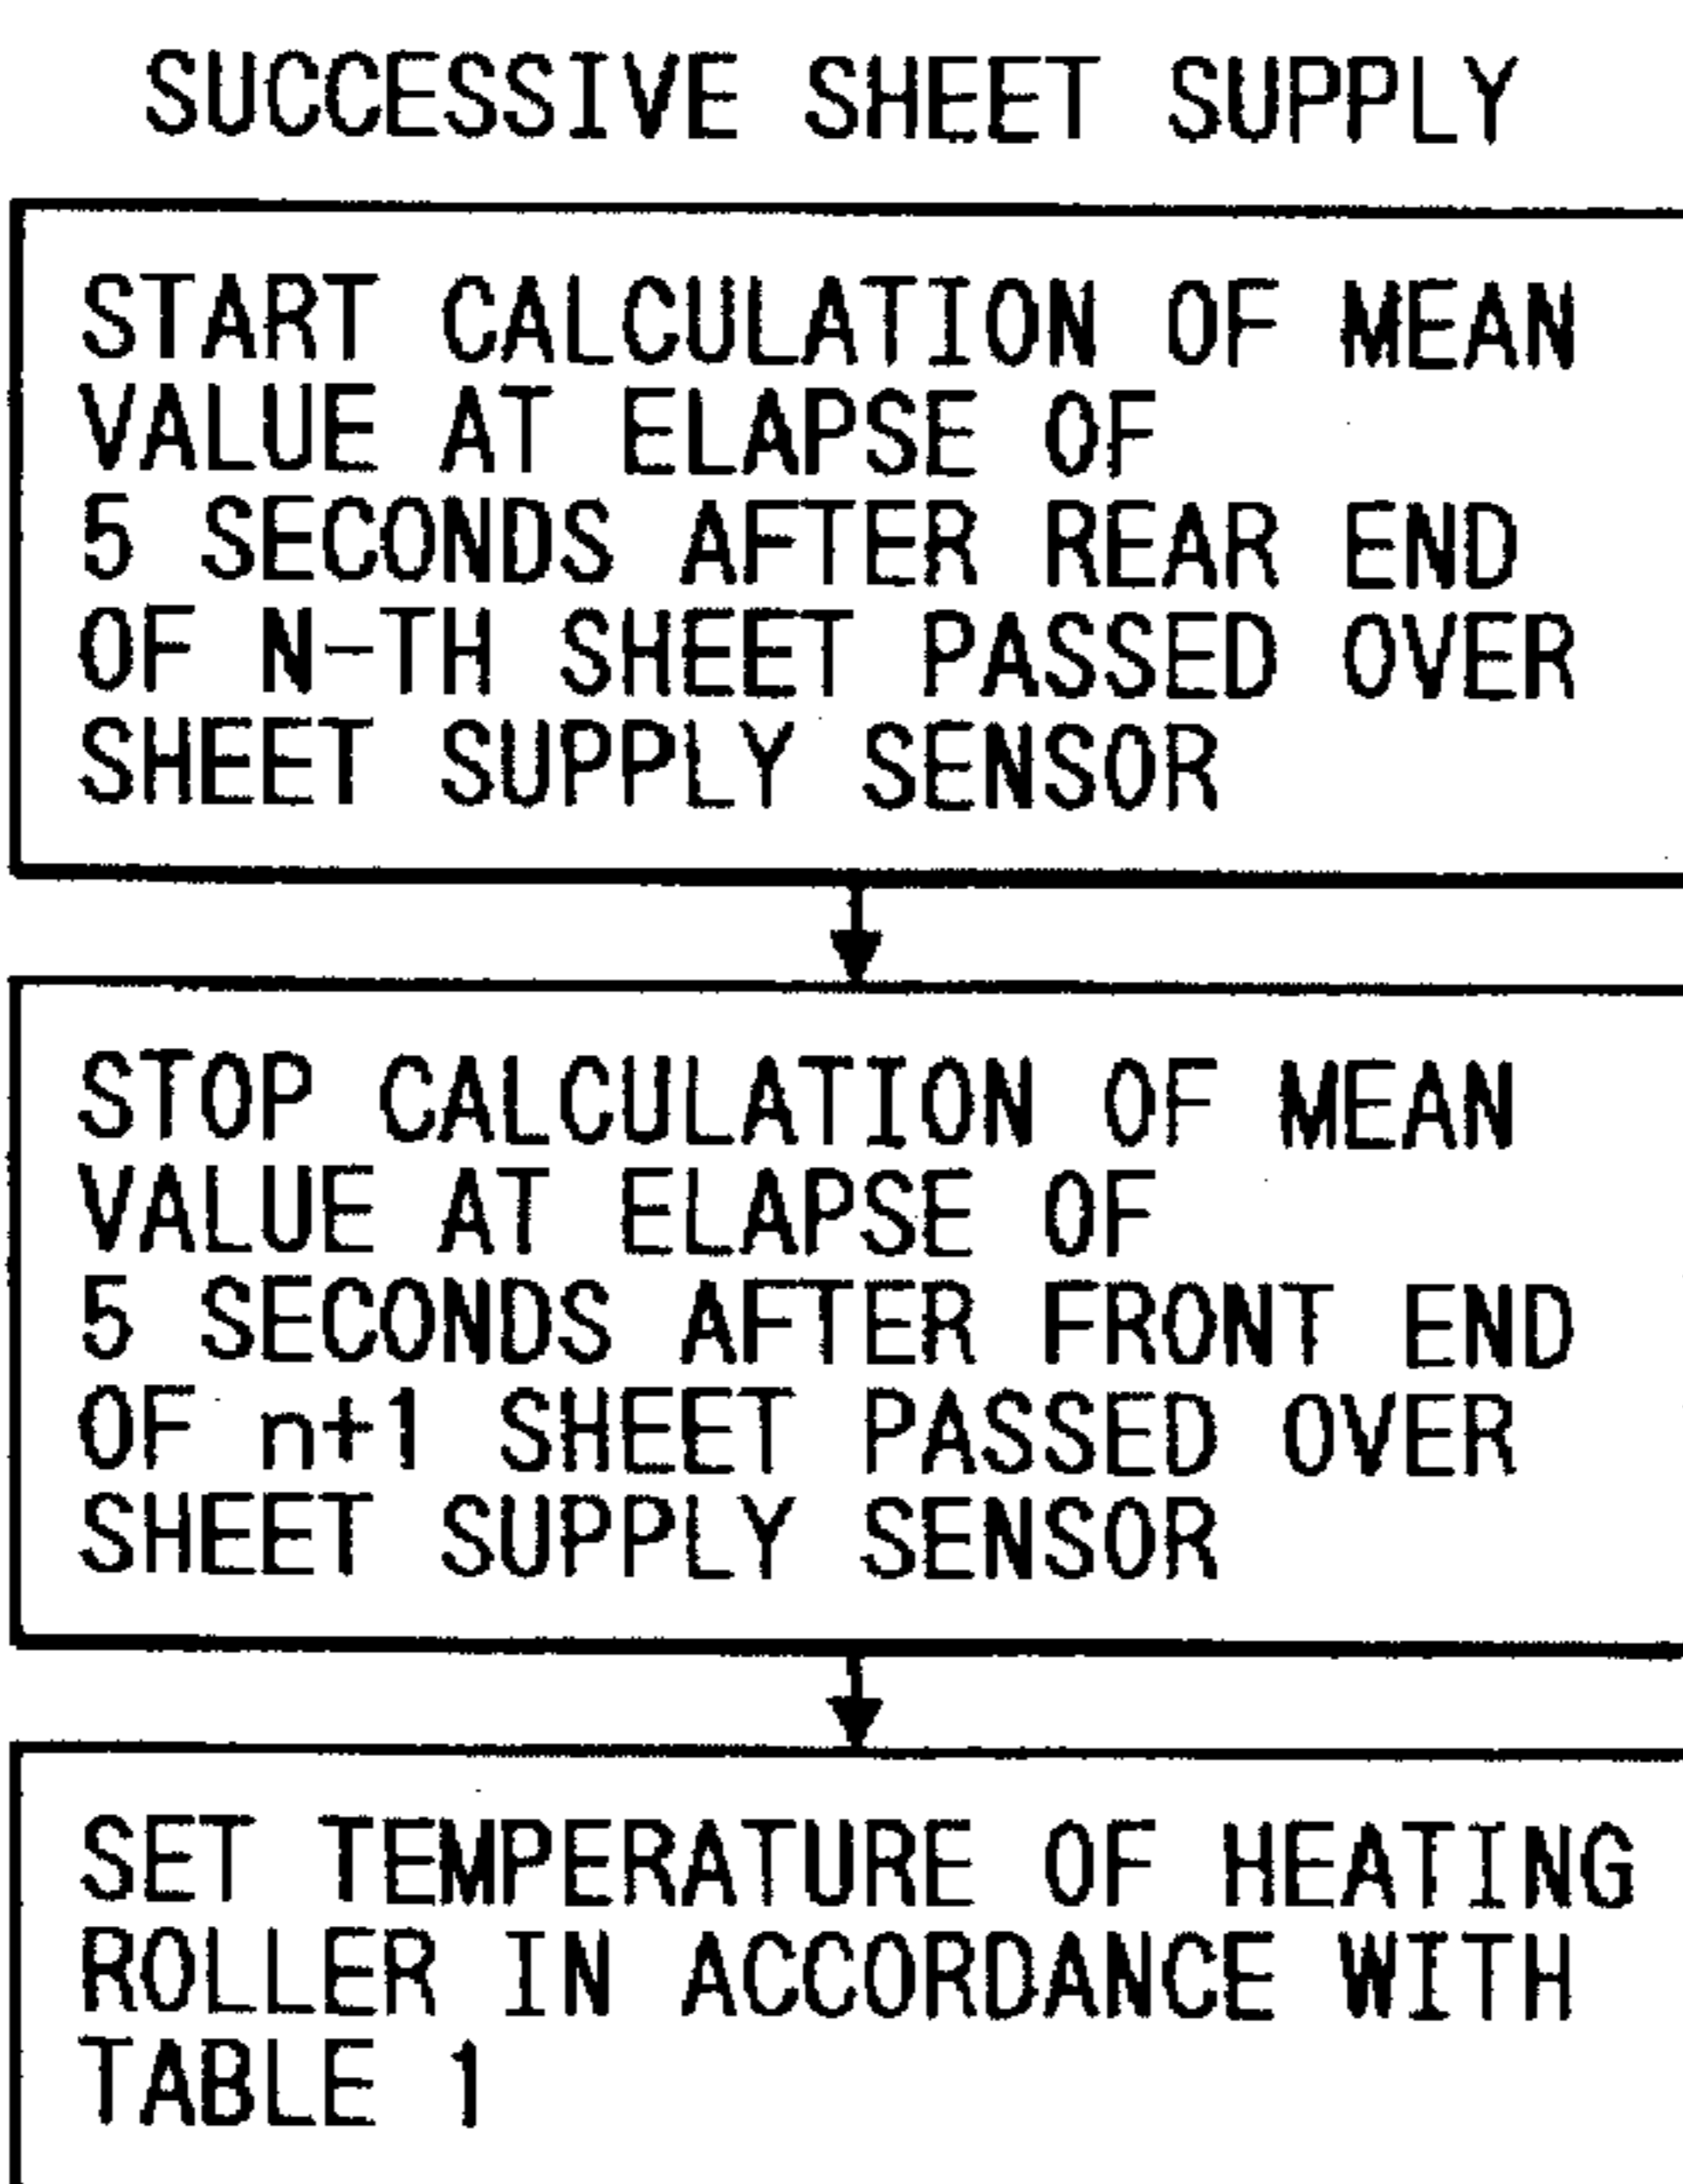 SUCCESSIVE SHEET SUPPLY
START CALCULATION OF MEAN
VALUE AT ELAPSE OF
5 SECONDS AFTER REAR END
OF N-TH SHEET PASSED OVER
SHEET SUPPLY SENSOR
STOP CALCULATION OF MEAN
VALUE AT ELAPSE OF
5 SECONDS AFTER FRONT END
OF n+1 SHEET PASSED OVER
SHEET SUPPLY SENSOR
SET TEMPERATURE OF HEATING
ROLLER IN ACCORDANCE WITH
TABLE 1